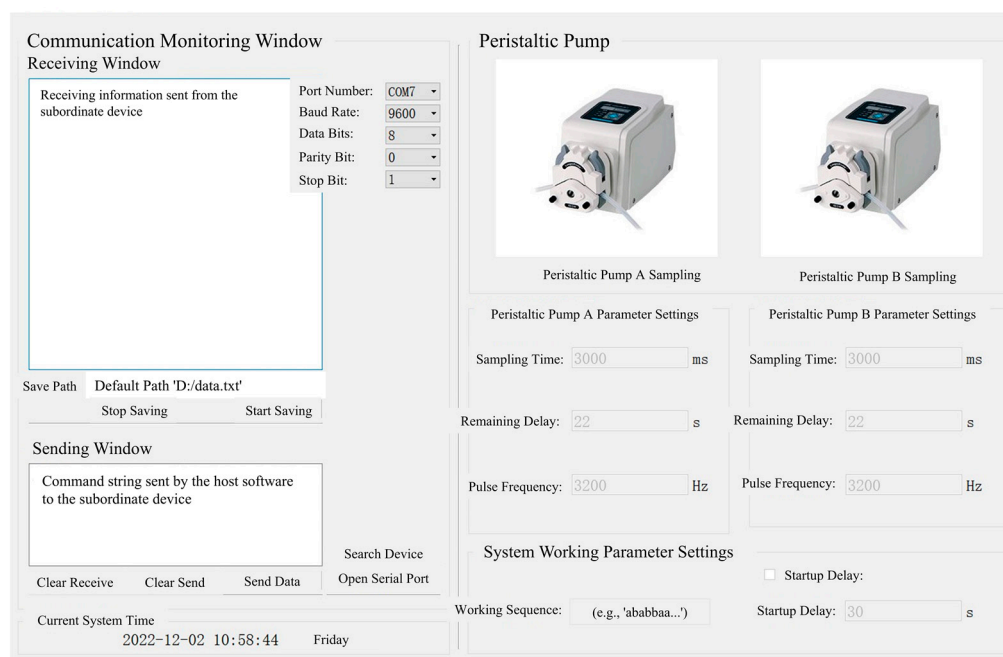 Communication Monitoring Window
Receiving Window
Receiving information sent from the
subordinate device
Port Number: COM7
Baud Rate: 9600
Data Bits: 8
Parity Bit: 0
Stop Bit: 1
Save Path Default Path 'D:/data.txt'
Stop Saving Start Saving
Sending Window
Command string sent by the host software
to the subordinate device
Search Device
Clear Receive Clear Send Send Data Open Serial Port
Current System Time
2022-12-02 10:58:44 Friday
Peristaltic Pump
Peristaltic Pump A Sampling Peristaltic Pump B Sampling
Peristaltic Pump A Parameter Settings
Sampling Time: 3000 ms
Remaining Delay: 22 s
Pulse Frequency: 3200 Hz
Peristaltic Pump B Parameter Settings
Sampling Time: 3000 ms
Remaining Delay: 22 s
Pulse Frequency: 3200 Hz
System Working Parameter Settings
Startup Delay:
Working Sequence: (e.g., 'ababbaa...') Startup Delay: 30 s